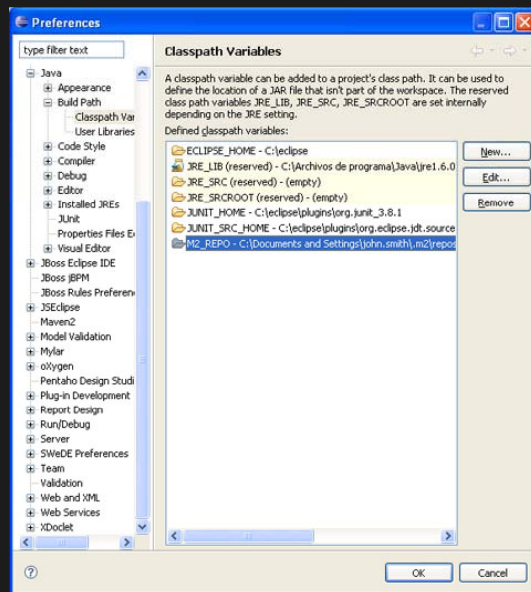 Preferences
type filter text
Java
Appearance
Build Path
Classpath Var
User Libraries
Code Style
Compiler
Debug
Editor
Installed JREs
JUnit
Properties Files E
Visual Editor
JBoss Eclipse IDE
JBoss jBPM
JBoss Rules Preferen
JSEclipse
Maven2
Model Validation
Mylar
oXygen
Pentaho Design Studi
Plug-in Development
Report Design
Run/Debug
Server
SWeDE Preferences
Team
Validation
Web and XML
Web Services
XDoclet
Classpath Variables
A classpath variable can be added to a project's class path. It can be used to
define the location of a JAR file that isn't part of the workspace. The reserved
class path variables JRE_LIB, JRE_SRC, JRE_SRCROOT are set internally
depending on the JRE setting.
Defined classpath variables:
ECLIPSE_HOME - C:\eclipse
JRE_LIB (reserved) - C:\Archivos de programa\Java\jre1.6.0
JRE_SRC (reserved) - (empty)
JRE_SRCROOT (reserved) - (empty)
JUNIT_HOME - C:\eclipse\plugins\org.junit_3.8.1
JUNIT_SRC_HOME - C:\eclipse\plugins\org.eclipse.jdt.source
M2_REPO - C:\Documents and Settings\john.smith\.m2\repos
New...
Edit...
Remove
OK
Cancel